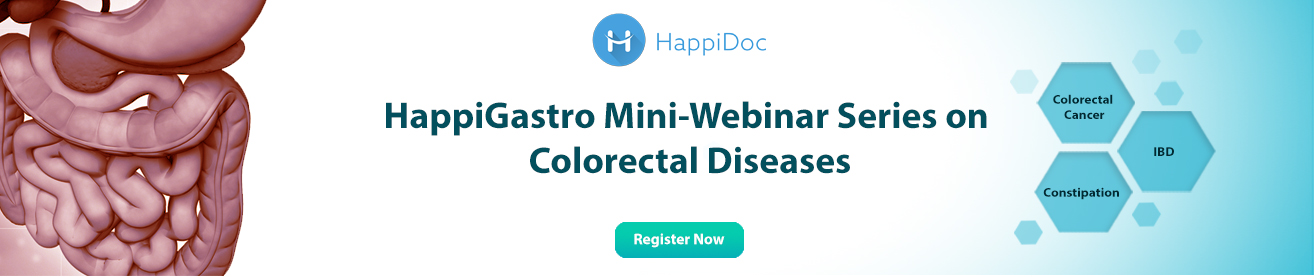 HappiDoc
HappiGastro Mini-Webinar Series on
Colorectal Diseases
Register Now
Colorectal
Cancer
IBD
Constipation